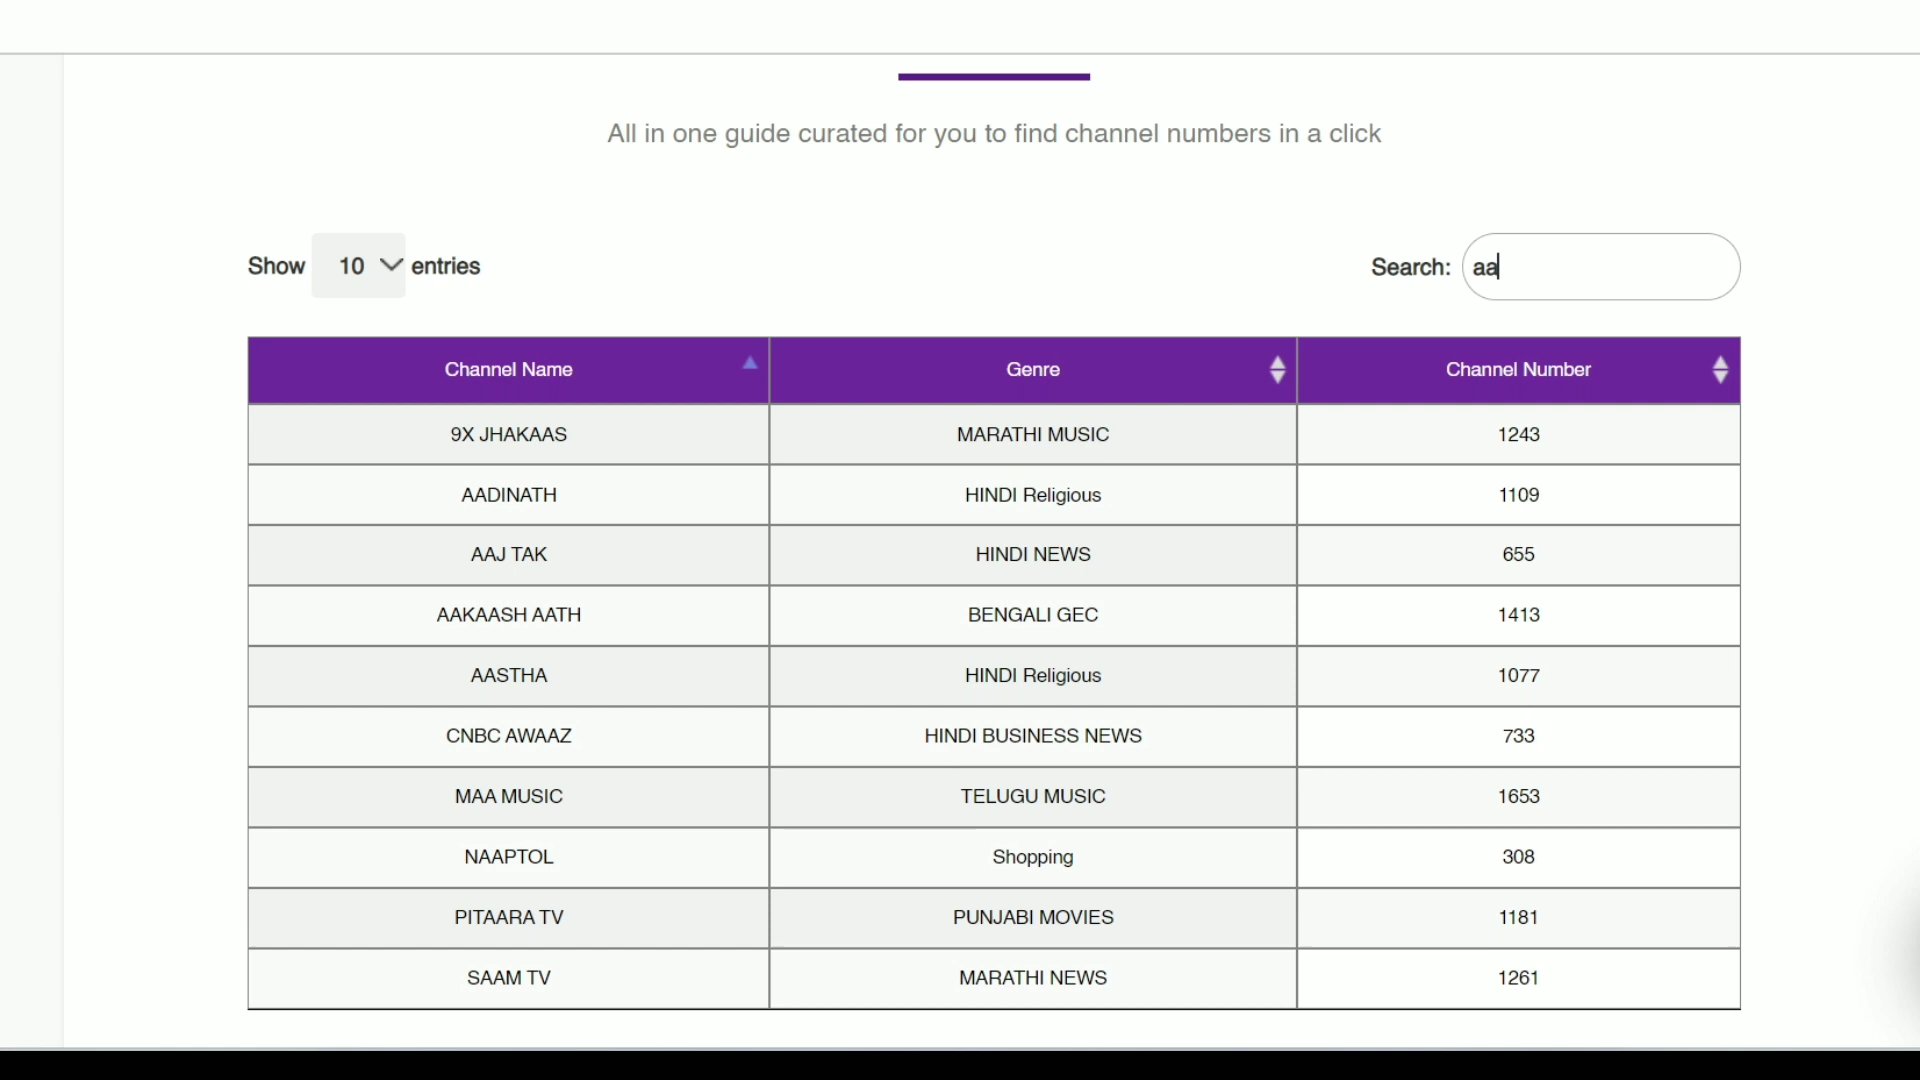 All in one guide curated for you to find channel numbers in a click
Show 10 entries Search: aa
Channel Name Genre Channel Number
9X JHAKAAS MARATHI MUSIC 1243
AADINATH HINDI Religious 1109
AAJ TAK HINDI NEWS 655
AAKAASH AATH BENGALI GEC 1413
AASTHA HINDI Religious 1077
CNBC AWAAZ HINDI BUSINESS NEWS 733
MAA MUSIC TELUGU MUSIC 1653
NAAPTOL Shopping 308
PITAARA TV PUNJABI MOVIES 1181
SAAM TV MARATHI NEWS 1261